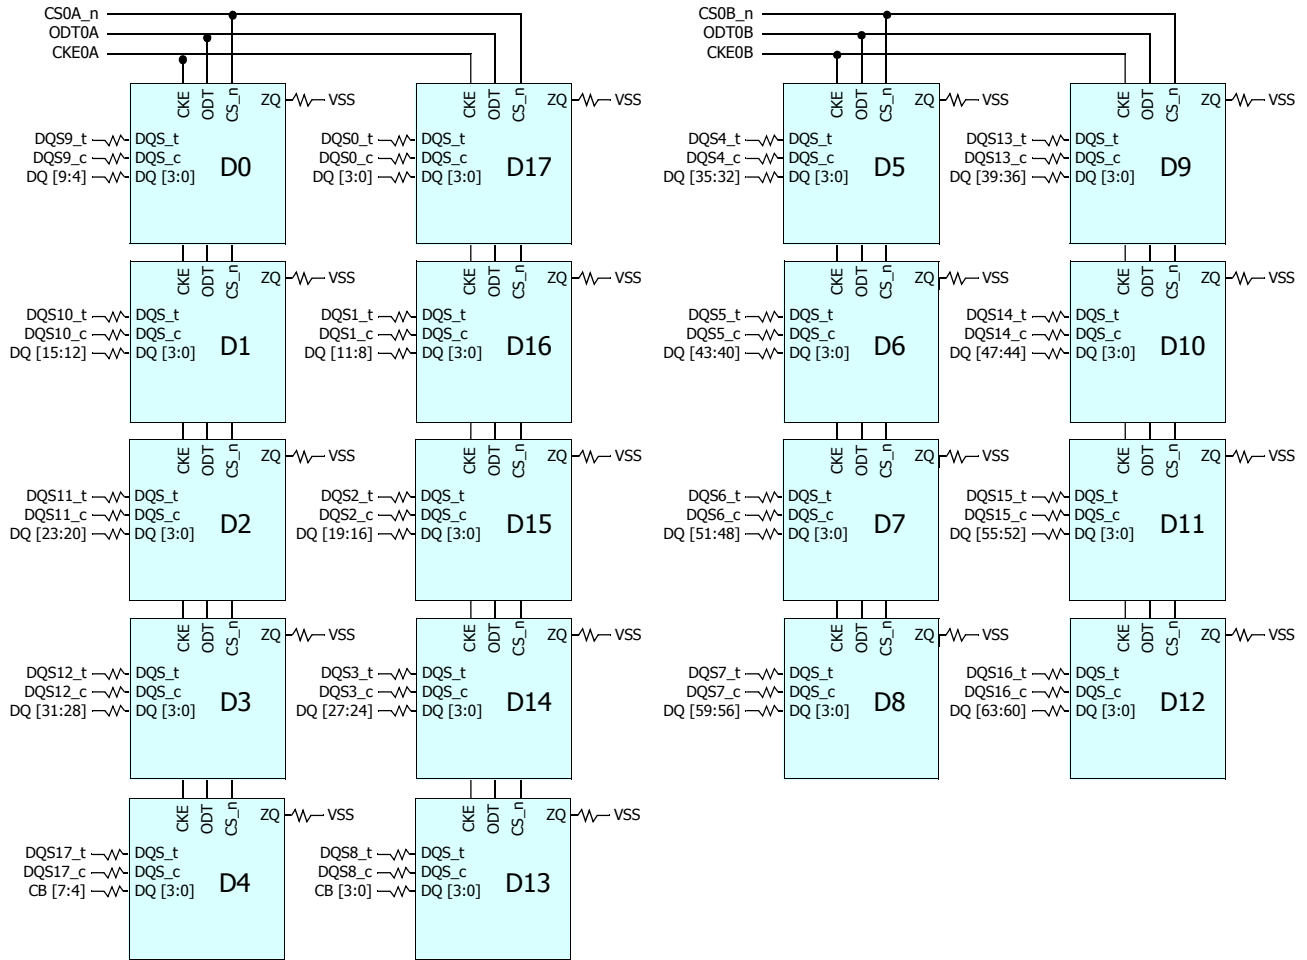 CS0A_n
ODT0A
CKE0A
CS0B_n
ODT0B
CKE0B
CKE ODT CS_n ZQ VSS
DQS9_t DQS_t
DQS9_c DQS_c
DQ [9:4] DQ [3:0]
D0
CKE ODT CS_n ZQ VSS
DQS0_t DQS_t
DQS0_c DQS_c
DQ [3:0] DQ [3:0]
D17
CKE ODT CS_n ZQ VSS
DQS4_t DQS_t
DQS4_c DQS_c
DQ [35:32] DQ [3:0]
D5
CKE ODT CS_n ZQ VSS
DQS13_t DQS_t
DQS13_c DQS_c
DQ [39:36] DQ [3:0]
D9
CKE ODT CS_n ZQ VSS
DQS10_t DQS_t
DQS10_c DQS_c
DQ [15:12] DQ [3:0]
D1
CKE ODT CS_n ZQ VSS
DQS1_t DQS_t
DQS1_c DQS_c
DQ [11:8] DQ [3:0]
D16
CKE ODT CS_n ZQ VSS
DQS5_t DQS_t
DQS5_c DQS_c
DQ [43:40] DQ [3:0]
D6
CKE ODT CS_n ZQ VSS
DQS14_t DQS_t
DQS14_c DQS_c
DQ [47:44] DQ [3:0]
D10
CKE ODT CS_n ZQ VSS
DQS11_t DQS_t
DQS11_c DQS_c
DQ [23:20] DQ [3:0]
D2
CKE ODT CS_n ZQ VSS
DQS2_t DQS_t
DQS2_c DQS_c
DQ [19:16] DQ [3:0]
D15
CKE ODT CS_n ZQ VSS
DQS6_t DQS_t
DQS6_c DQS_c
DQ [51:48] DQ [3:0]
D7
CKE ODT CS_n ZQ VSS
DQS15_t DQS_t
DQS15_c DQS_c
DQ [55:52] DQ [3:0]
D11
CKE ODT CS_n ZQ VSS
DQS12_t DQS_t
DQS12_c DQS_c
DQ [31:28] DQ [3:0]
D3
CKE ODT CS_n ZQ VSS
DQS3_t DQS_t
DQS3_c DQS_c
DQ [27:24] DQ [3:0]
D14
CKE ODT CS_n ZQ VSS
DQS7_t DQS_t
DQS7_c DQS_c
DQ [59:56] DQ [3:0]
D8
CKE ODT CS_n ZQ VSS
DQS16_t DQS_t
DQS16_c DQS_c
DQ [63:60] DQ [3:0]
D12
CKE ODT CS_n ZQ VSS
DQS17_t DQS_t
DQS17_c DQS_c
CB [7:4] DQ [3:0]
D4
CKE ODT CS_n ZQ VSS
DQS8_t DQS_t
DQS8_c DQS_c
CB [3:0] DQ [3:0]
D13